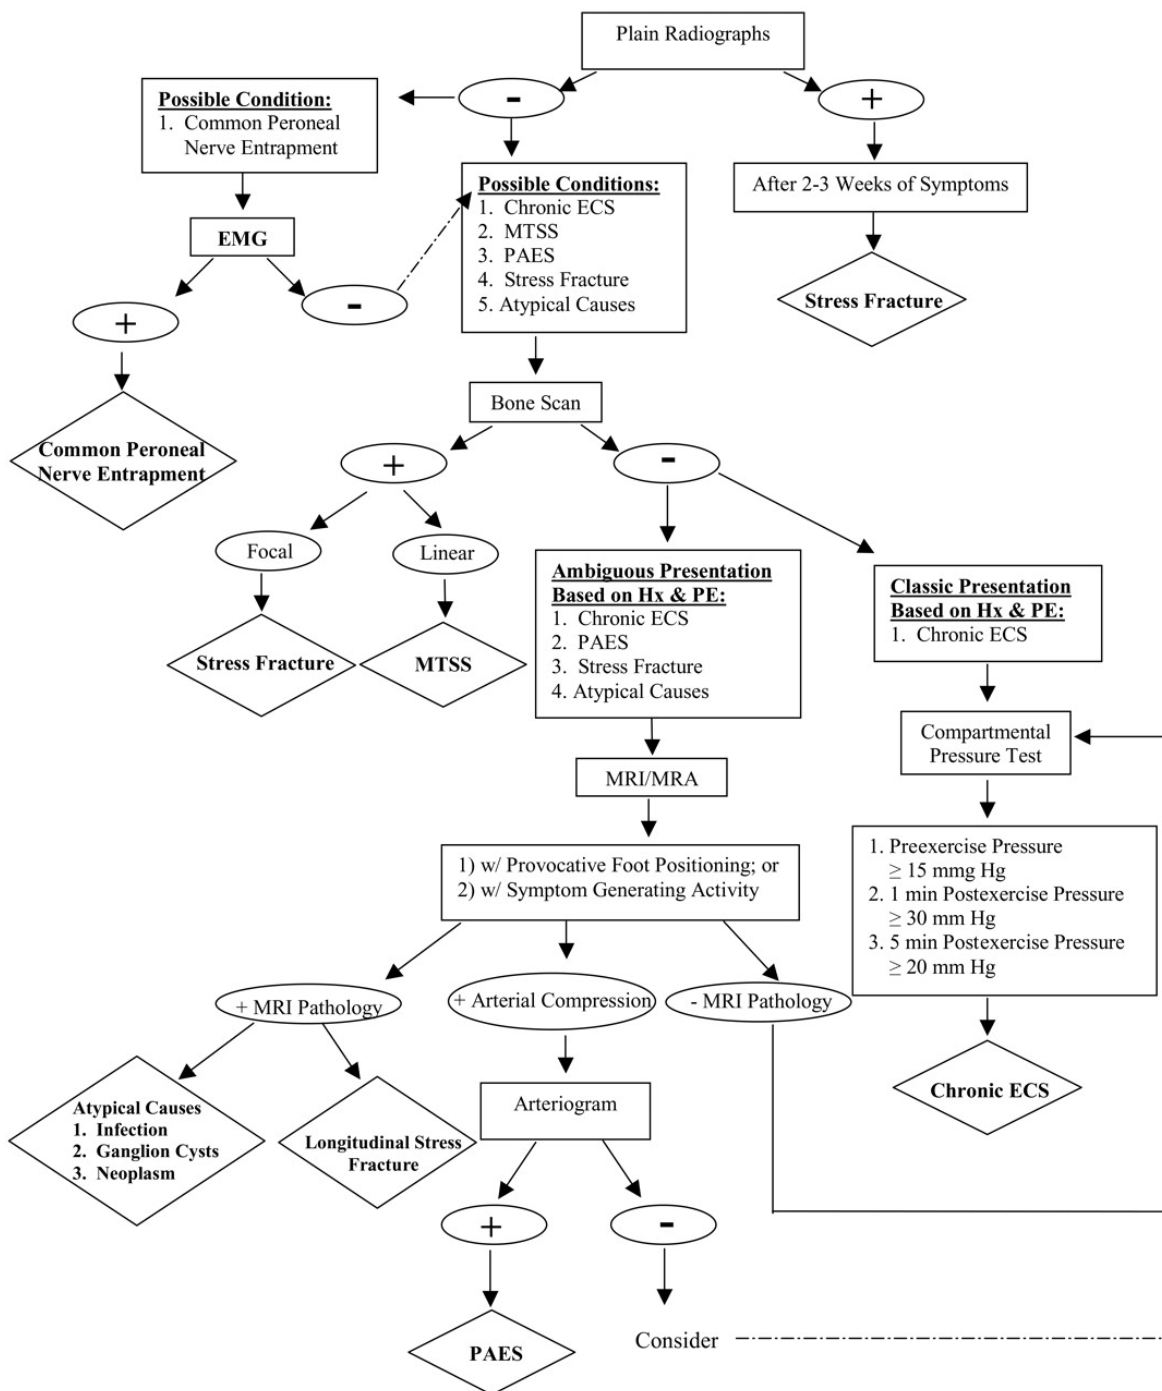 Plain Radiographs
-
+
Possible Condition:
1. Common Peroneal
Nerve Entrapment
After 2-3 Weeks of Symptoms
Possible Conditions:
1. Chronic ECS
2. MTSS
3. PAES
4. Stress Fracture
5. Atypical Causes
EMG
+
-
Stress Fracture
Common Peroneal
Nerve Entrapment
Bone Scan
+
-
Focal
Linear
Stress Fracture
MTSS
Ambiguous Presentation
Based on Hx & PE:
1. Chronic ECS
2. PAES
3. Stress Fracture
4. Atypical Causes
Classic Presentation
Based on Hx & PE:
1. Chronic ECS
MRI/MRA
Compartmental
Pressure Test
1) w/ Provocative Foot Positioning; or
2) w/ Symptom Generating Activity
1. Preexercise Pressure
≥ 15 mmg Hg
2. 1 min Postexercise Pressure
≥ 30 mm Hg
3. 5 min Postexercise Pressure
≥ 20 mm Hg
+ MRI Pathology
+ Arterial Compression
- MRI Pathology
Chronic ECS
Atypical Causes
1. Infection
2. Ganglion Cysts
3. Neoplasm
Longitudinal Stress
Fracture
Arteriogram
+
-
PAES
Consider